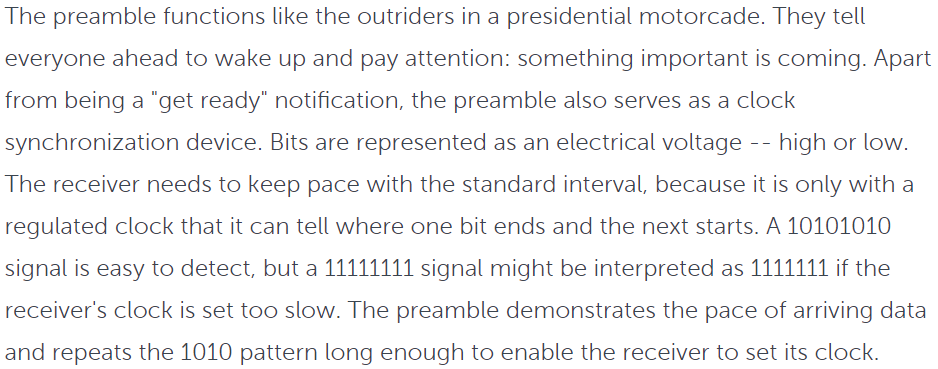 The preamble functions like the outriders in a presidential motorcade. They tell
everyone ahead to wake up and pay attention: something important is coming. Apart
from being a "get ready" notification, the preamble also serves as a clock
synchronization device. Bits are represented as an electrical voltage -- high or low.
The receiver needs to keep pace with the standard interval, because it is only with a
regulated clock that it can tell where one bit ends and the next starts. A 10101010
signal is easy to detect, but a 11111111 signal might be interpreted as 1111111 if the
receiver's clock is set too slow. The preamble demonstrates the pace of arriving data
and repeats the 1010 pattern long enough to enable the receiver to set its clock.